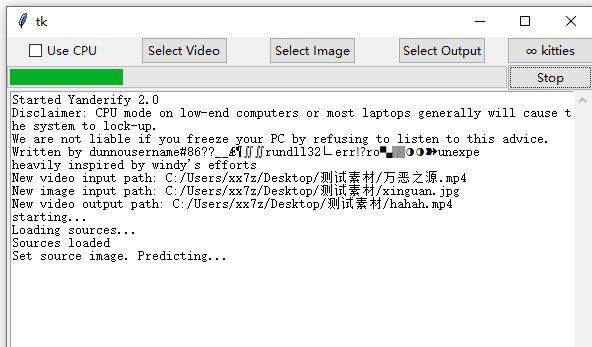 tk
Use CPU
Select Video
Select Image
Select Output
∞ kitties
Stop
Started Yanderify 2.0
Disclaimer: CPU mode on low-end computers or most laptops generally will cause t
he system to lock-up.
We are not liable if you freeze your PC by refusing to listen to this advice.
Written by dunnousername#86??__₤¶∬∬rundll32∟err!?ro▀▄▒◑◑unexpe
heavily inspired by windy's efforts
New video input path: C:/Users/xx7z/Desktop/测试素材/万恶之源.mp4
New image input path: C:/Users/xx7z/Desktop/测试素材/xinguan.jpg
New video output path: C:/Users/xx7z/Desktop/测试素材/hahah.mp4
starting...
Loading sources...
Sources loaded
Set source image. Predicting...